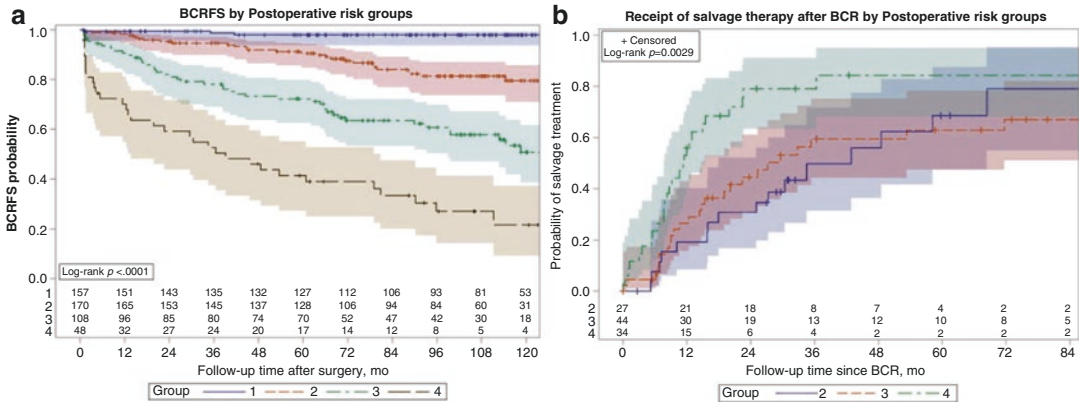 a
BCRFS by Postoperative risk groups
BCRFS probability
1.0
0.8
0.6
0.4
0.2
0.0
Log-rank p <.0001
1 157 151 143 135 132 127 112 106 93 81 53
2 170 165 153 145 137 128 106 94 84 60 31
3 108 96 85 80 74 70 52 47 42 30 18
4 48 32 27 24 20 17 14 12 8 5 4
0 12 24 36 48 60 72 84 96 108 120
Follow-up time after surgery, mo
Group 1 2 3 4
b
Receipt of salvage therapy after BCR by Postoperative risk groups
+ Censored
Log-rank p=0.0029
Probability of salvage treatment
1.0
0.8
0.6
0.4
0.2
0.0
2 27 21 18 8 7 4 2 2
3 44 30 19 13 12 10 8 5
4 34 15 6 4 2 2 2 2
0 12 24 36 48 60 72 84
Follow-up time since BCR, mo
Group 2 3 4